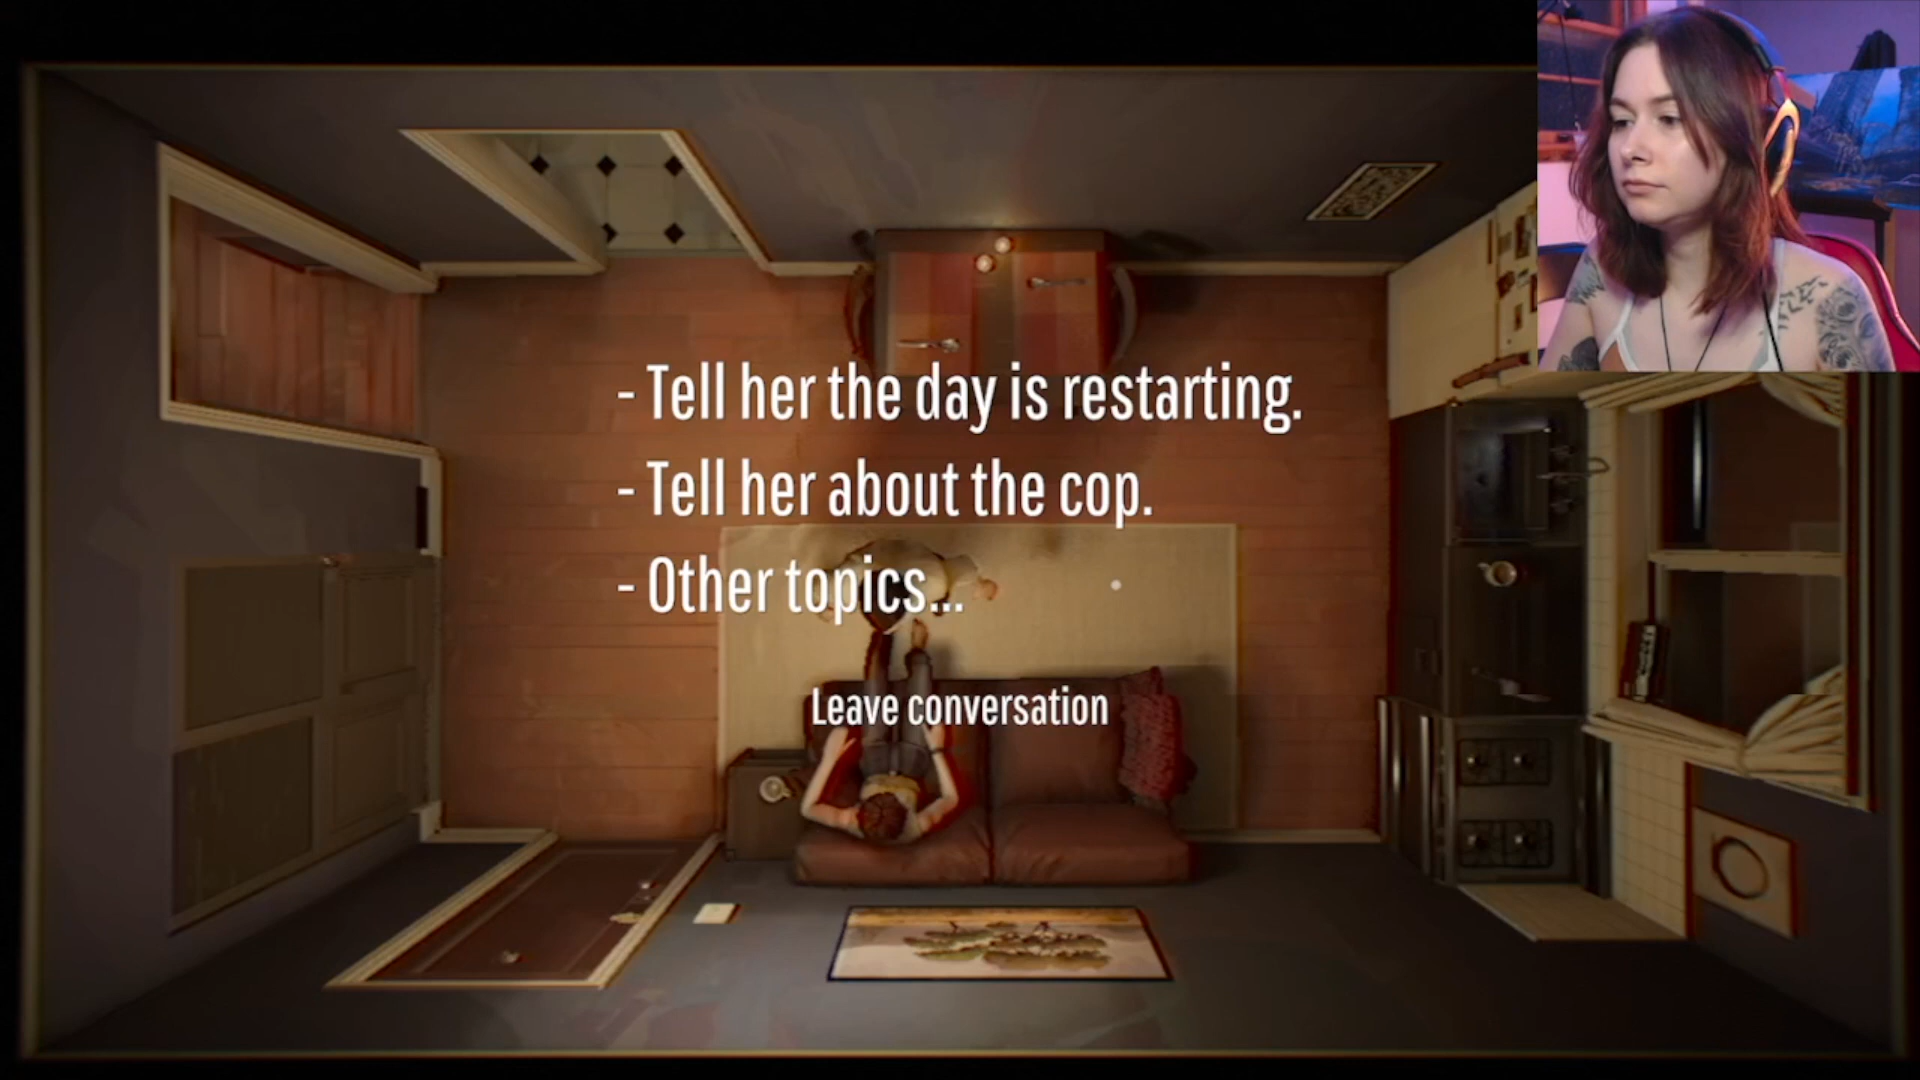 - Tell her the day is restarting.
- Tell her about the cop.
- Other topics...
Leave conversation